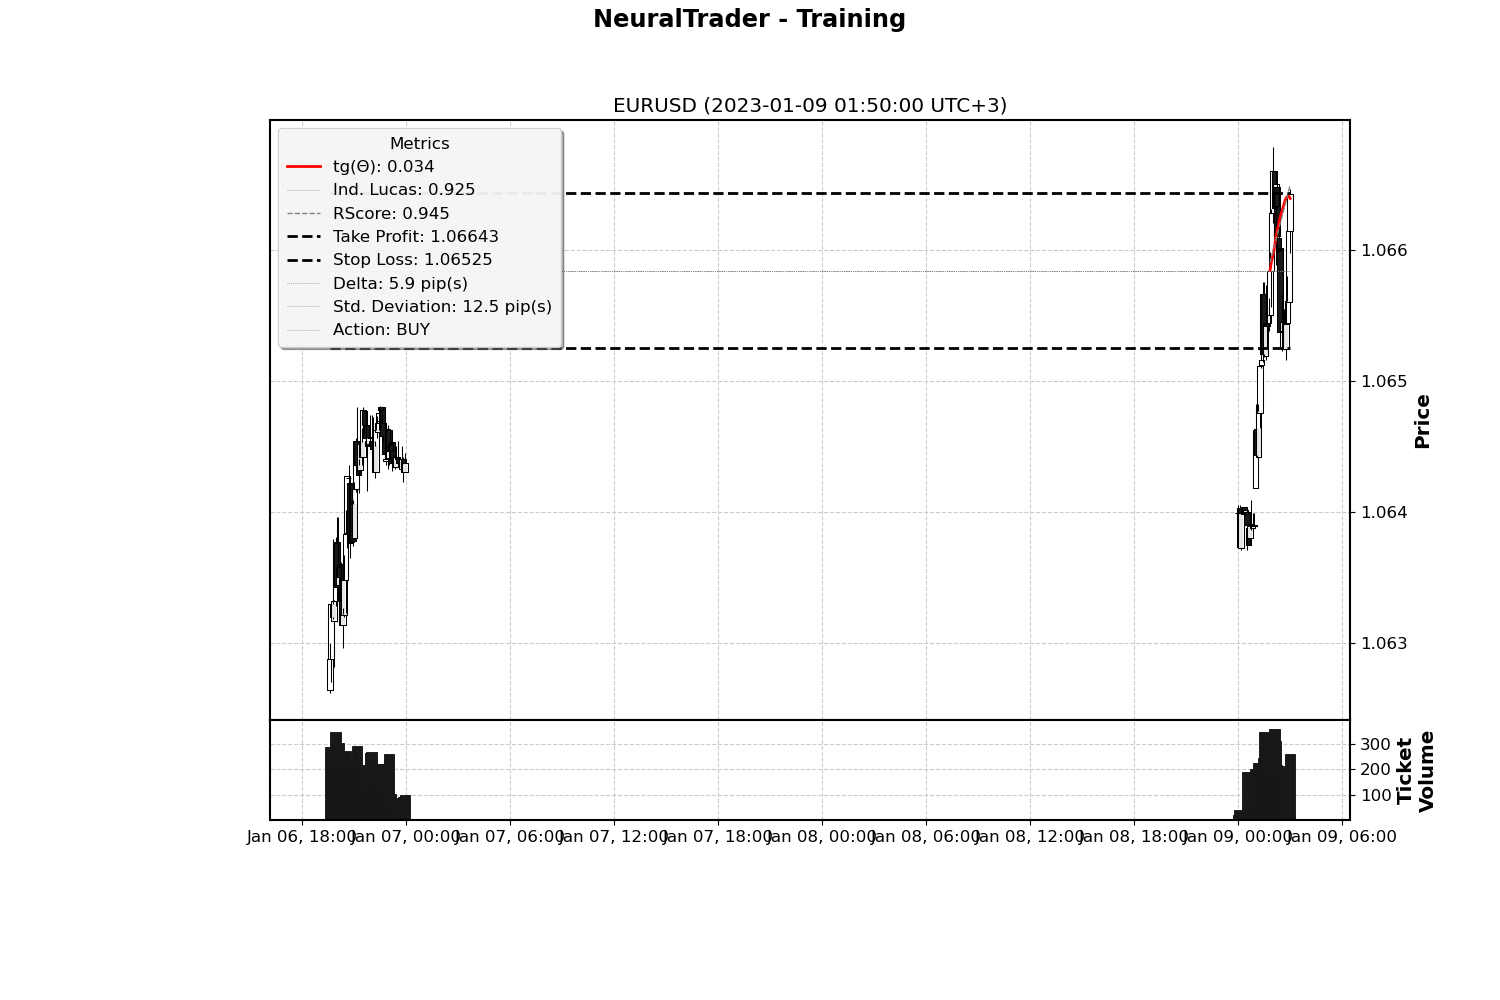 NeuralTrader - Training
EURUSD (2023-01-09 01:50:00 UTC+3)
Metrics
tg(Θ): 0.034
Ind. Lucas: 0.925
RScore: 0.945
Take Profit: 1.06643
Stop Loss: 1.06525
Delta: 5.9 pip(s)
Std. Deviation: 12.5 pip(s)
Action: BUY
1.066
1.065
1.064
1.063
Price
300
200
100
Ticket
Volume
Jan 06, 18:00
Jan 07, 00:00
Jan 07, 06:00
Jan 07, 12:00
Jan 07, 18:00
Jan 08, 00:00
Jan 08, 06:00
Jan 08, 12:00
Jan 08, 18:00
Jan 09, 00:00
Jan 09, 06:00